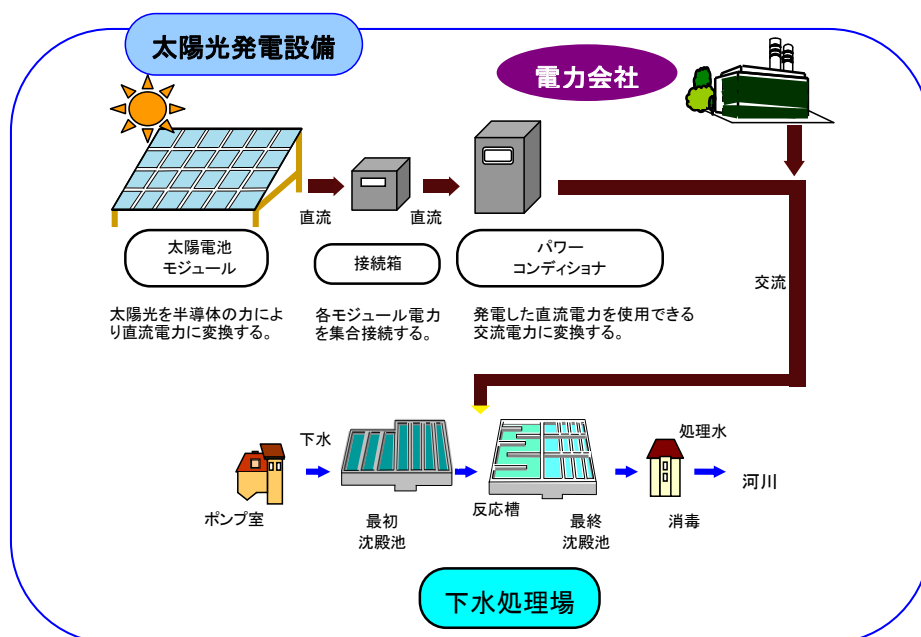 太陽光発電設備
電力会社
直流
直流
太陽電池
モジュール
接続箱
パワー
コンディショナ
交流
太陽光を半導体の力によ
り直流電力に変換する。
各モジュール電力
を集合接続する。
発電した直流電力を使用できる
交流電力に変換する。
下水
処理水
河川
ポンプ室
最初
沈殿池
反応槽
最終
沈殿池
消毒
下水処理場